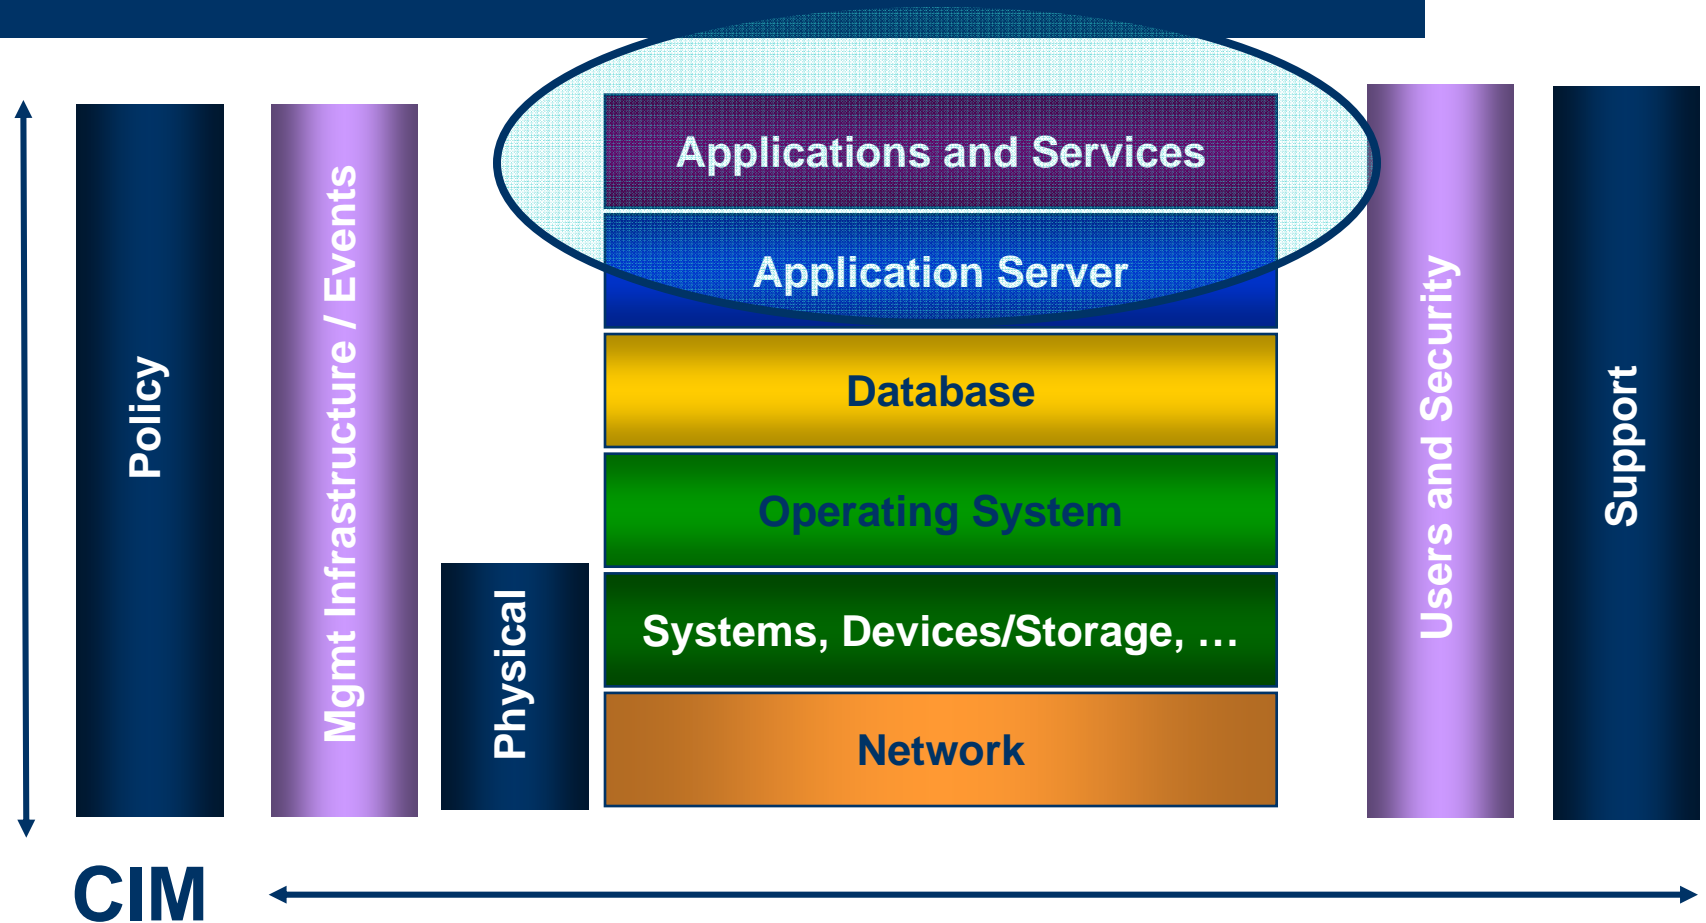 Policy
Mgmt Infrastructure / Events
Physical
Applications and Services
Application Server
Database
Operating System
Systems, Devices/Storage, …
Network
Users and Security
Support
CIM